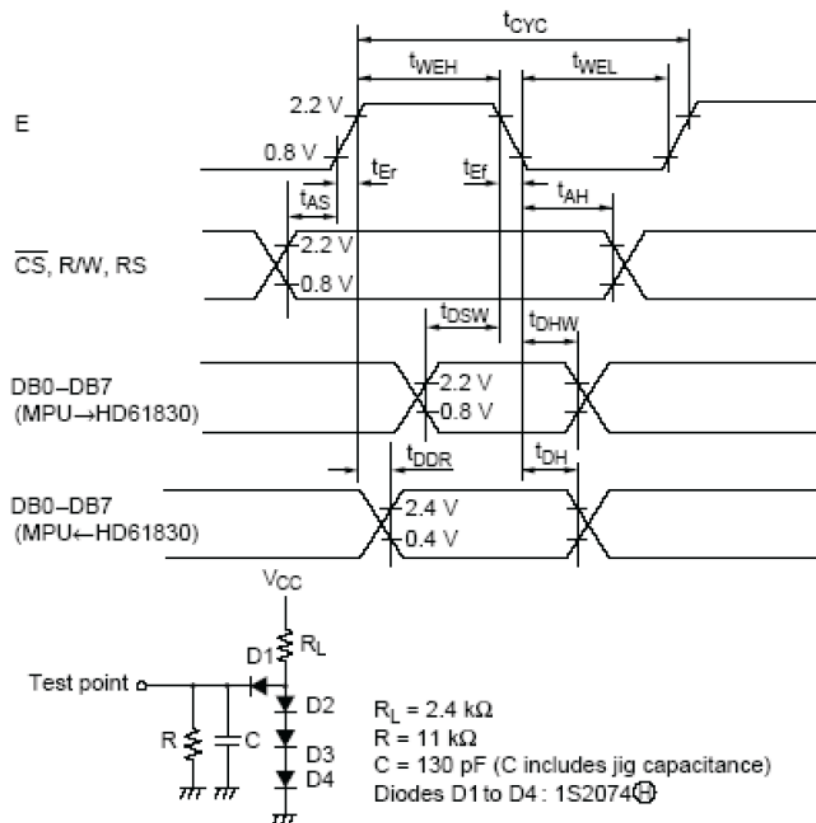 tCYC
tWEH
tWEL
E
2.2 V
0.8 V
tEr
tEf
tAS
tAH
CS, R/W, RS
2.2 V
0.8 V
tDSW
tDHW
DB0–DB7
(MPU→HD61830)
2.2 V
0.8 V
tDDR
tDH
DB0–DB7
(MPU←HD61830)
2.4 V
0.4 V
VCC
RL
D1
Test point
D2
R
C
D3
D4
RL = 2.4 kΩ
R = 11 kΩ
C = 130 pF (C includes jig capacitance)
Diodes D1 to D4 : 1S2074 Ⓗ